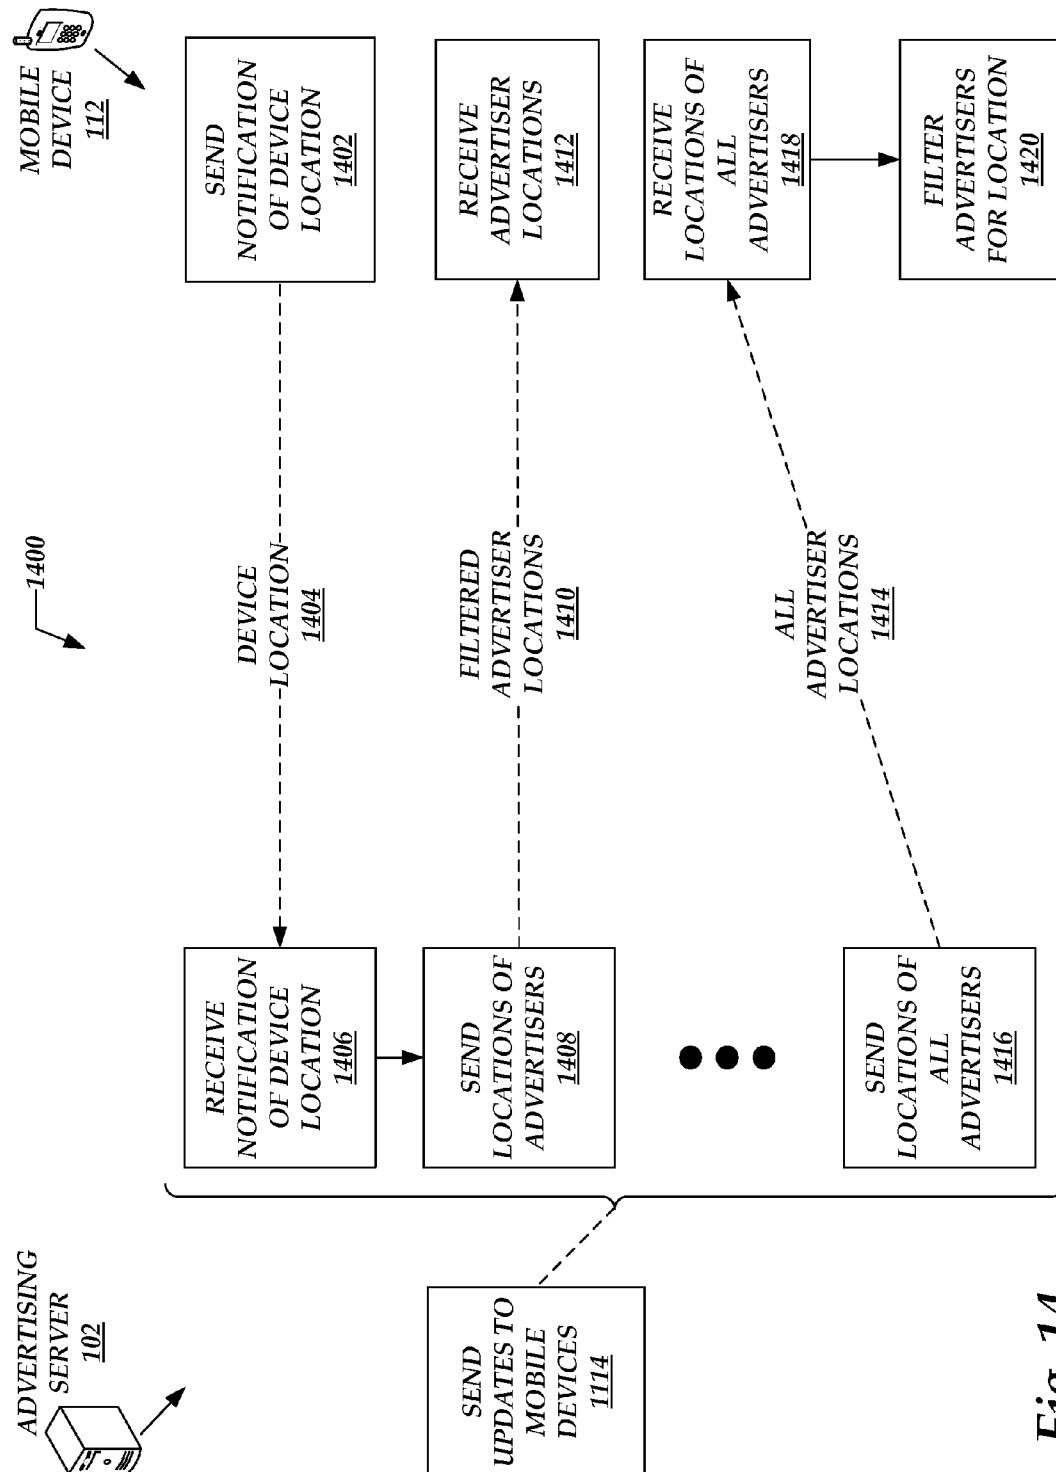 1400
ADVERTISING
SERVER
102
MOBILE
DEVICE
112
SEND
UPDATES TO
MOBILE
DEVICES
1114
RECEIVE
NOTIFICATION
OF DEVICE
LOCATION
1406
DEVICE
LOCATION
1404
SEND
NOTIFICATION
OF DEVICE
LOCATION
1402
SEND
LOCATIONS OF
ADVERTISERS
1408
FILTERED
ADVERTISER
LOCATIONS
1410
RECEIVE
ADVERTISER
LOCATIONS
1412
SEND
LOCATIONS OF
ALL
ADVERTISERS
1416
ALL
ADVERTISER
LOCATIONS
1414
RECEIVE
LOCATIONS OF
ALL
ADVERTISERS
1418
FILTER
ADVERTISERS
FOR LOCATION
1420
Fig. 14